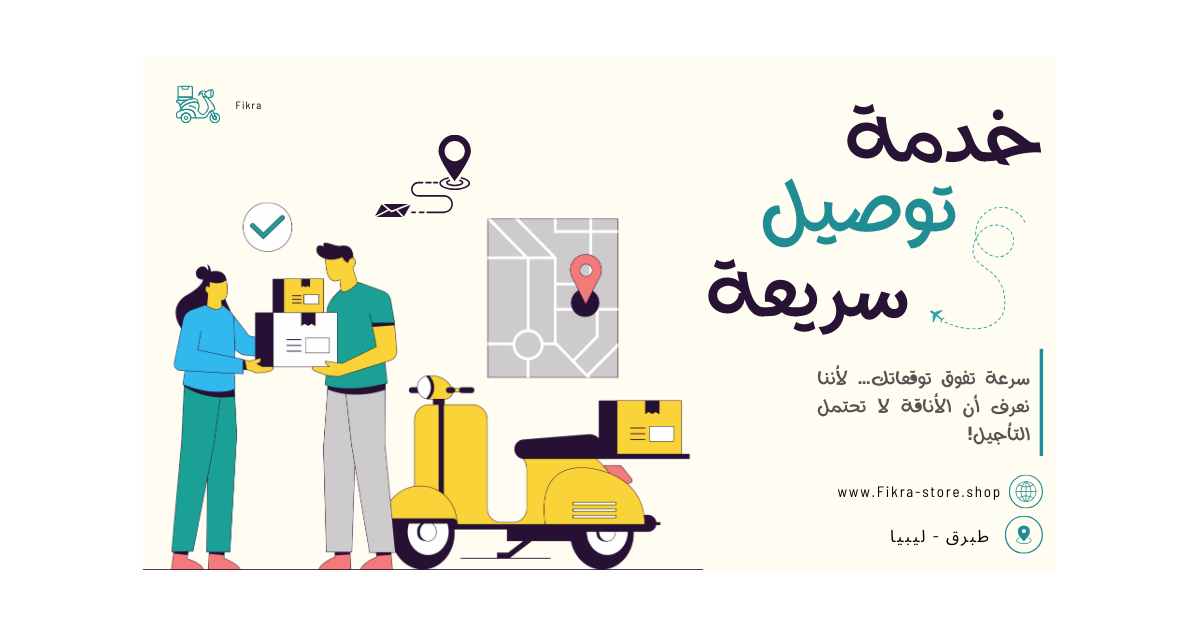 Fikra
خدمة
توصيل
سريعة
سرعة تفوق توقعاتك... لأننا
نعرف أن الأناقة لا تحتمل
التأجيل!
www.Fikra-store.shop
طبرق - ليبيا